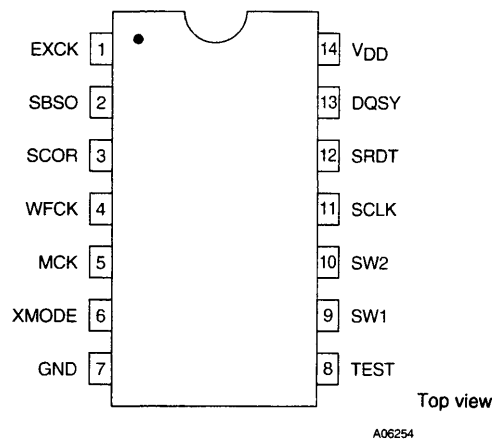 EXCK 1 14 VDD
SBSO 2 13 DQSY
SCOR 3 12 SRDT
WFCK 4 11 SCLK
MCK 5 10 SW2
XMODE 6 9 SW1
GND 7 8 TEST
Top view
A06254